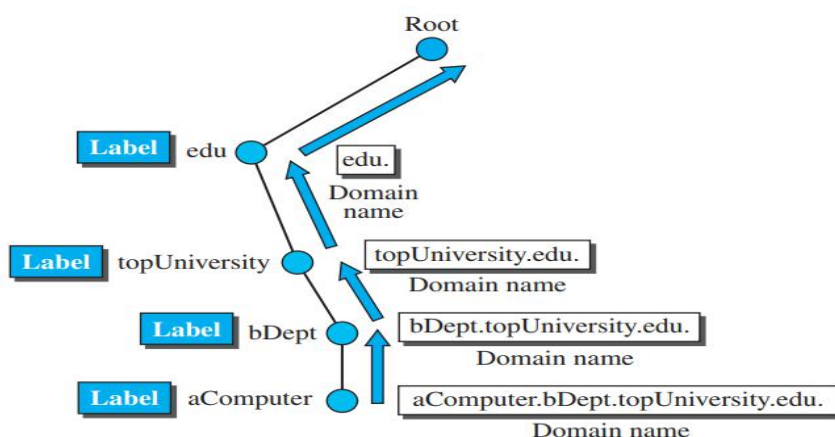 Root
Label edu
edu.
Domain
name
Label topUniversity
topUniversity.edu.
Domain name
Label bDept
bDept.topUniversity.edu.
Domain name
Label aComputer
aComputer.bDept.topUniversity.edu.
Domain name